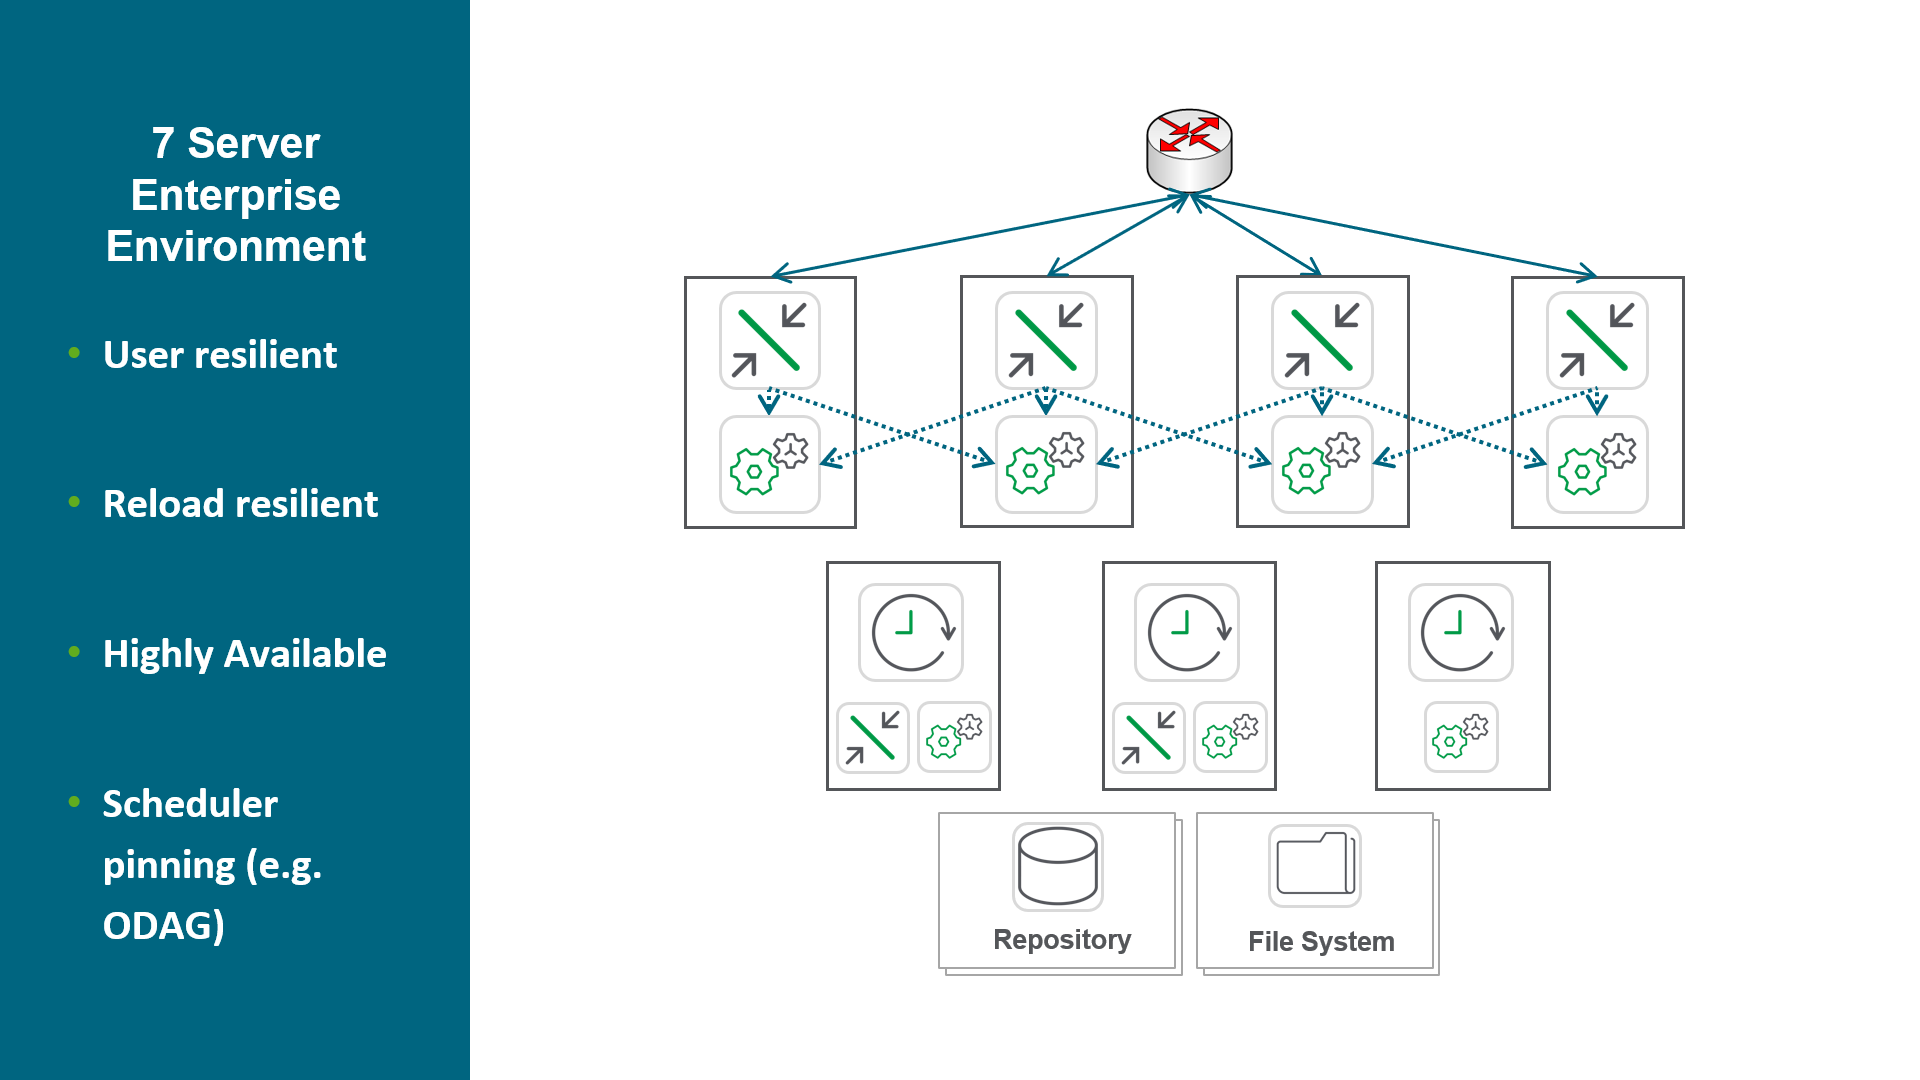 7 Server
Enterprise
Environment
• User resilient
• Reload resilient
• Highly Available
• Scheduler
pinning (e.g.
ODAG)
Repository
File System